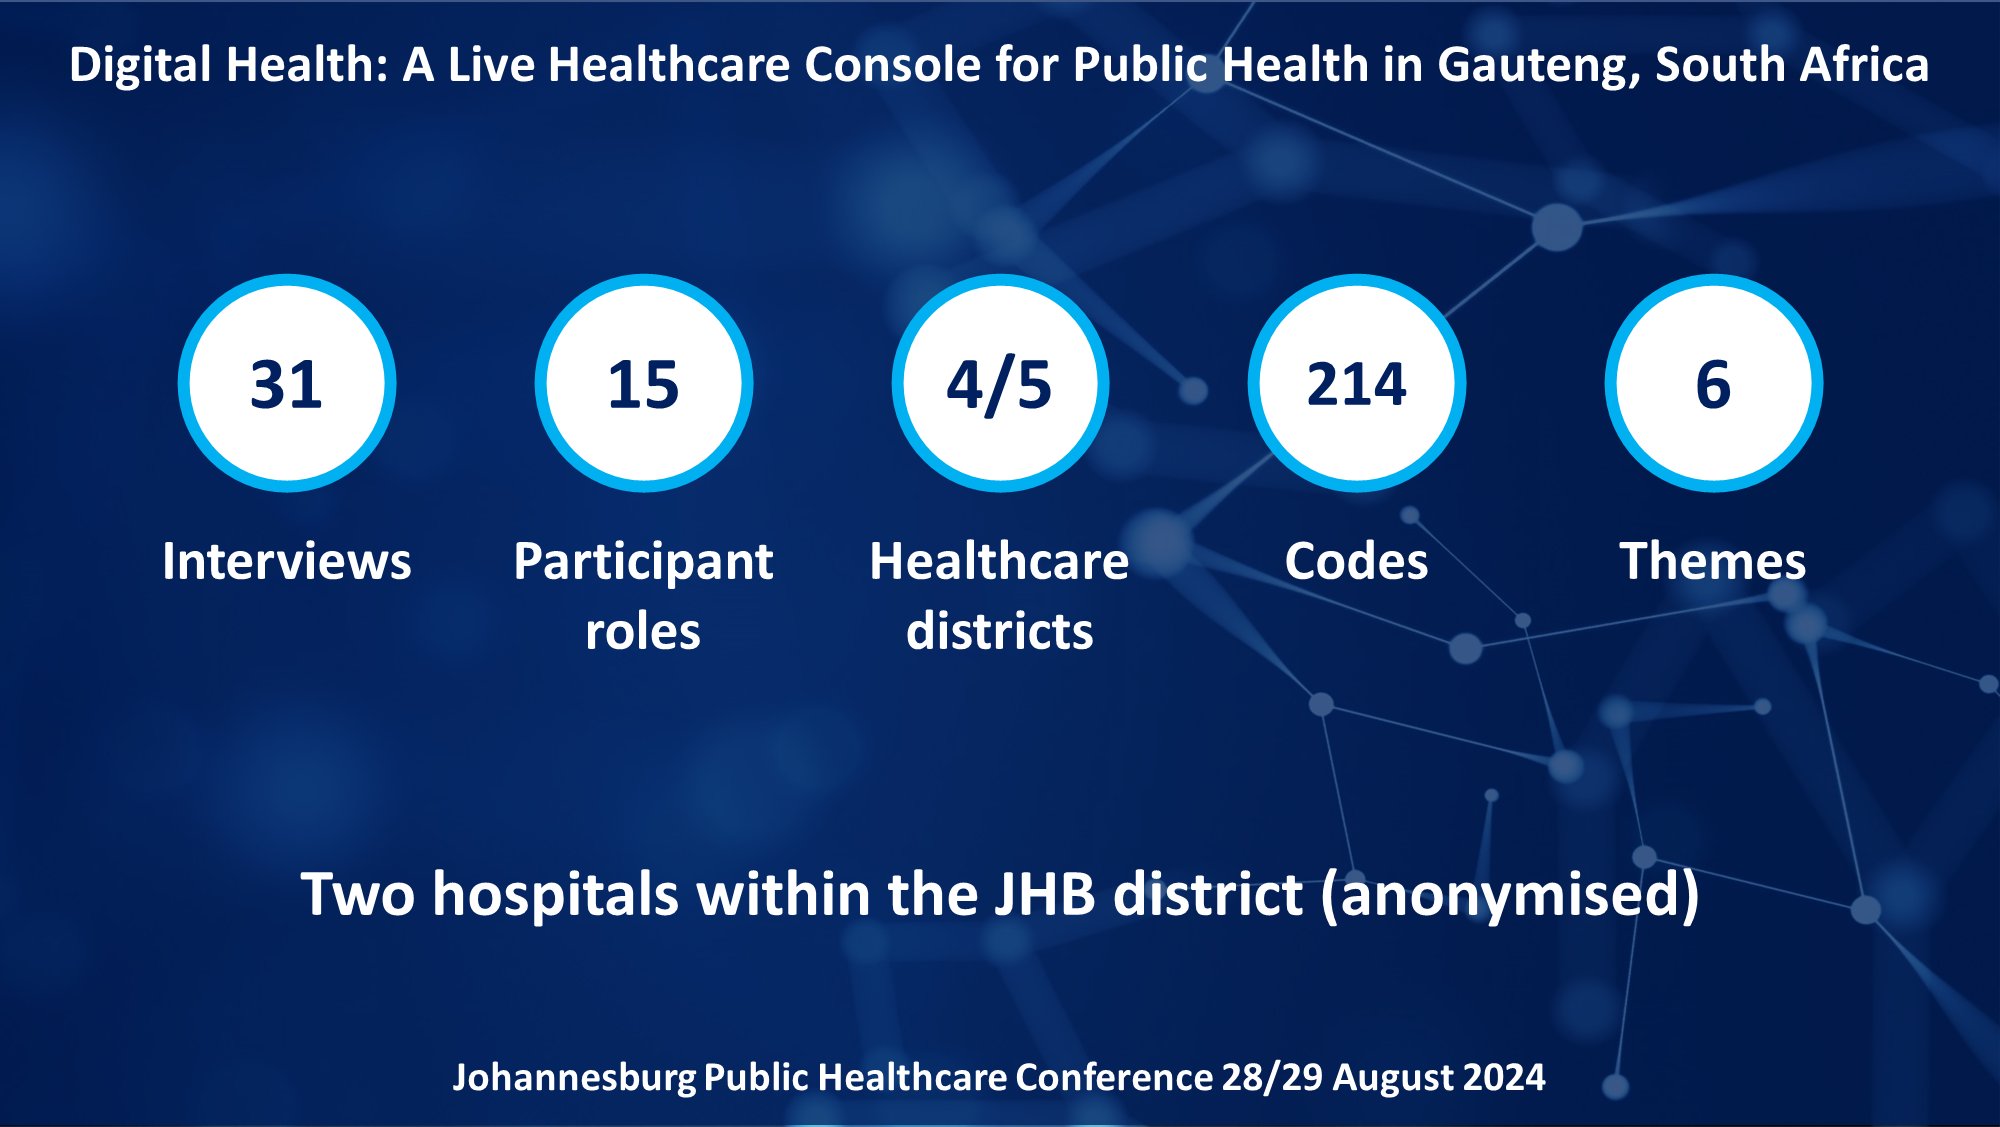 Digital Health: A Live Healthcare Console for Public Health in Gauteng, South Africa
31
Interviews
15
Participant
roles
4/5
Healthcare
districts
214
Codes
6
Themes
Two hospitals within the JHB district (anonymised)
Johannesburg Public Healthcare Conference 28/29 August 2024